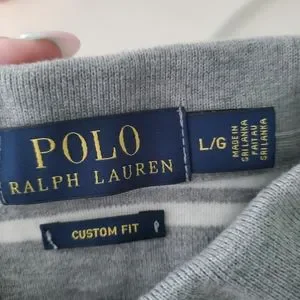 POLO
RALPH LAUREN
L/G
MADE IN
SRI LANKA
FAIT AU
SRI LANKA
CUSTOM FIT